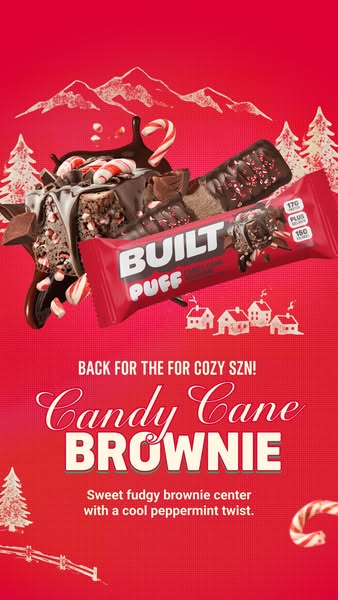 BUILT
PUFF
17G
PLUS
BACK FOR THE FOR COZY SZN!
Candy Cane
BROWNIE
Sweet fudgy brownie center
with a cool peppermint twist.